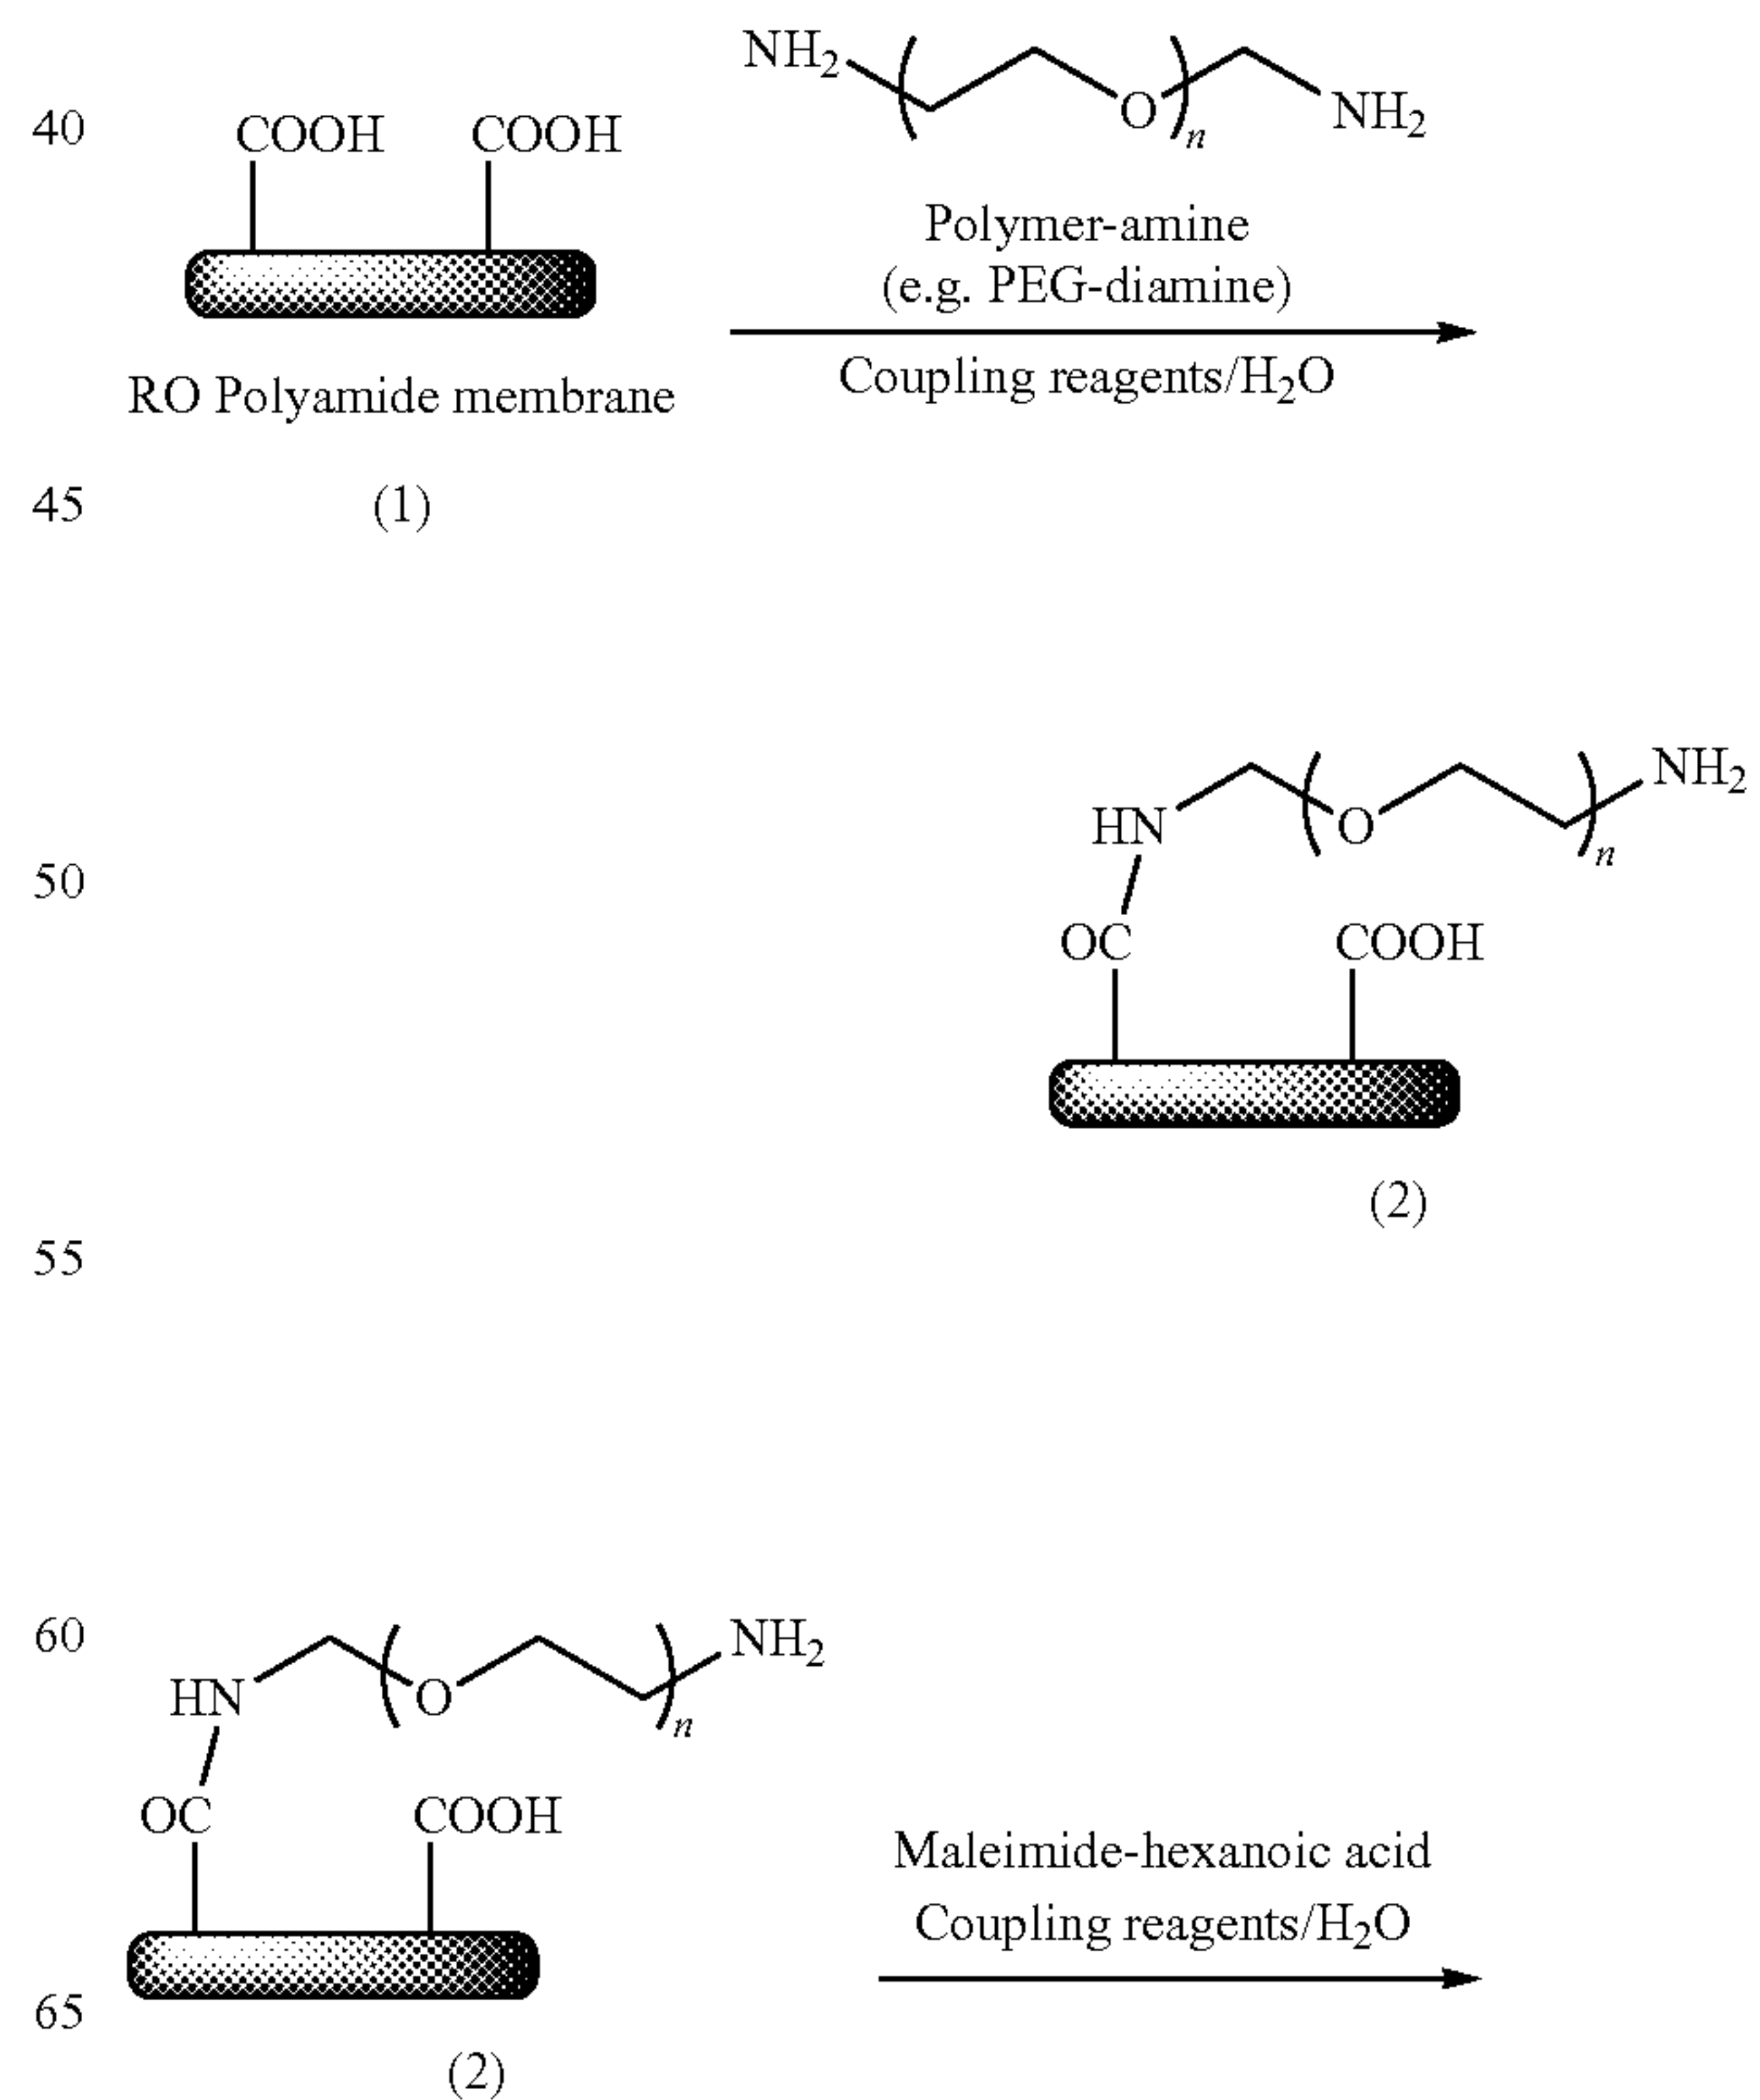 NH2 ( O )n NH2
40 COOH COOH
Polymer-amine
(e.g. PEG-diamine)
Coupling reagents/H2O
RO Polyamide membrane
45 (1)
NH2
HN ( O )n
50
OC COOH
(2)
55
60 NH2
HN ( O )n
OC COOH
Maleimide-hexanoic acid
Coupling reagents/H2O
65
(2)